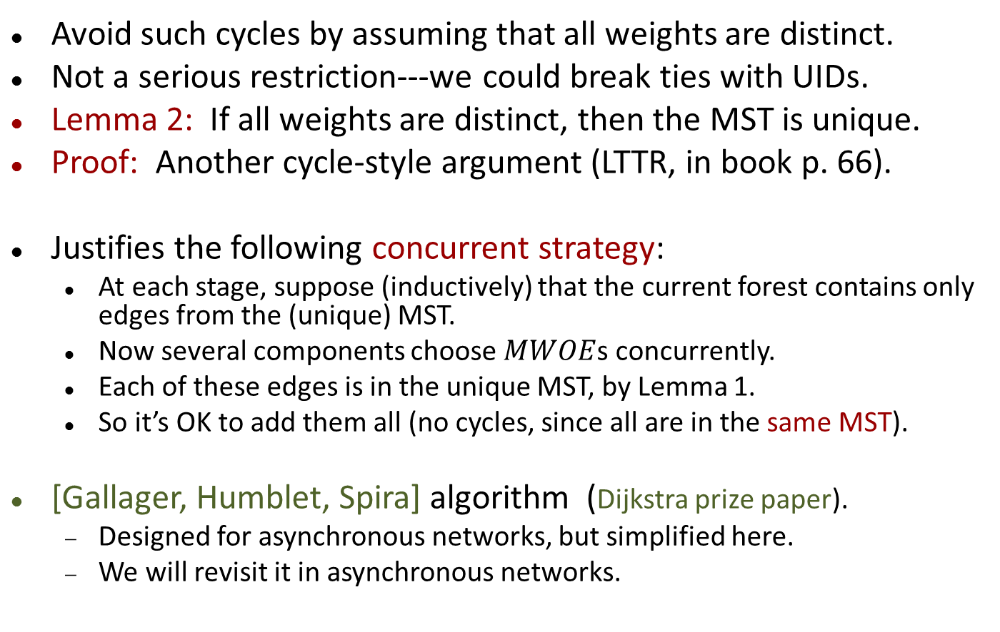 • Avoid such cycles by assuming that all weights are distinct.
• Not a serious restriction---we could break ties with UIDs.
• Lemma 2: If all weights are distinct, then the MST is unique.
• Proof: Another cycle-style argument (LTTR, in book p. 66).
• Justifies the following concurrent strategy:
• At each stage, suppose (inductively) that the current forest contains only
edges from the (unique) MST.
• Now several components choose MWOEs concurrently.
• Each of these edges is in the unique MST, by Lemma 1.
• So it’s OK to add them all (no cycles, since all are in the same MST).
• [Gallager, Humblet, Spira] algorithm (Dijkstra prize paper).
– Designed for asynchronous networks, but simplified here.
– We will revisit it in asynchronous networks.